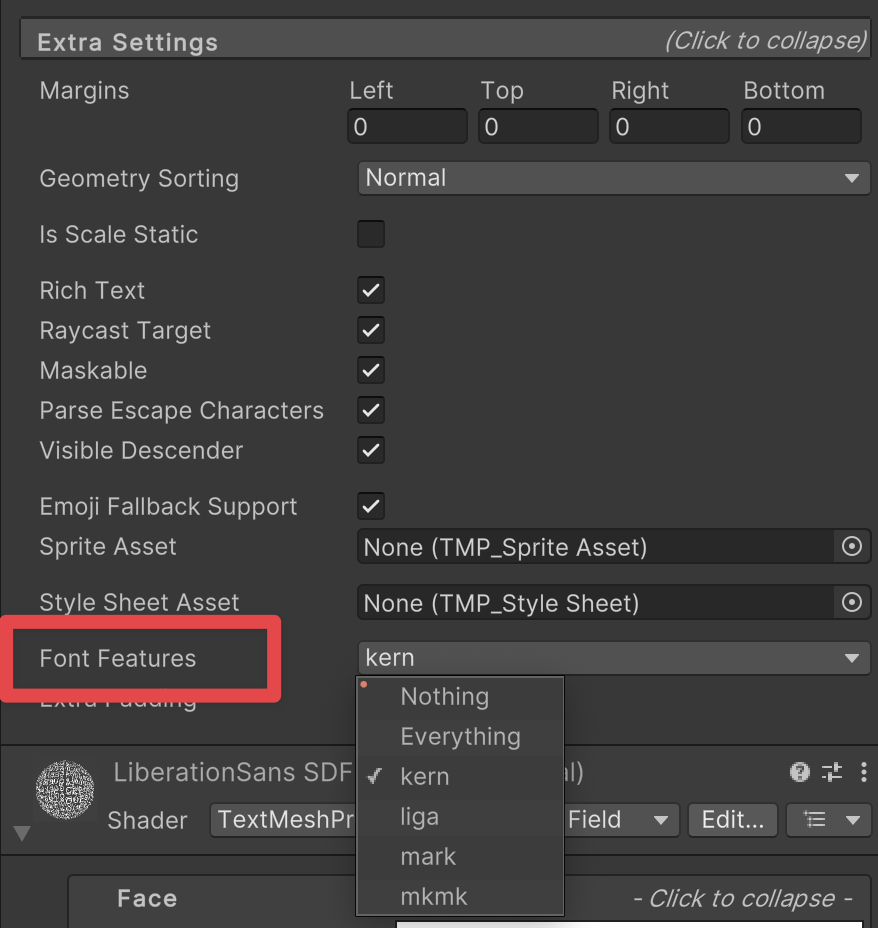 Extra Settings (Click to collapse)
Margins Left Top Right Bottom
0 0 0 0
Geometry Sorting Normal
Is Scale Static
Rich Text
Raycast Target
Maskable
Parse Escape Characters
Visible Descender
Emoji Fallback Support
Sprite Asset None (TMP_Sprite Asset)
Style Sheet Asset None (TMP_Style Sheet)
Font Features kern
Nothing
Extra Padding
Everything
LiberationSans SDF al)
kern
Shader TextMeshPr Field Edit...
liga
mark
Face - Click to collapse -
mkmk